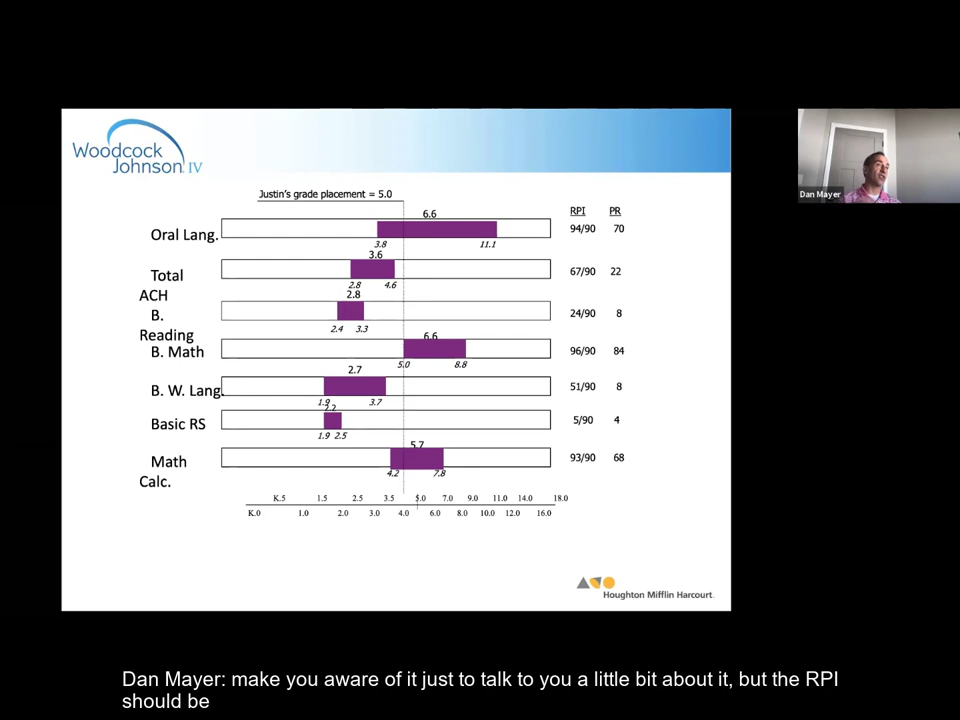 Woodcock
Johnson IV
Justin's grade placement = 5.0
RPI PR
6.6
Oral Lang. 94/90 70
3.8 11.1
3.6
Total 67/90 22
2.8 4.6
ACH
2.8
B. 24/90 8
2.4 3.3
Reading
6.6
B. Math 96/90 84
5.0 8.8
2.7
B. W. Lang. 51/90 8
1.9 3.7
2.2
Basic RS 5/90 4
1.9 2.5
5.7
Math 93/90 68
4.2 7.8
Calc.
K.5 1.5 2.5 3.5 5.0 7.0 9.0 11.0 14.0 18.0
K.0 1.0 2.0 3.0 4.0 6.0 8.0 10.0 12.0 16.0
Houghton Mifflin Harcourt.
Dan Mayer
Dan Mayer: make you aware of it just to talk to you a little bit about it, but the RPI
should be